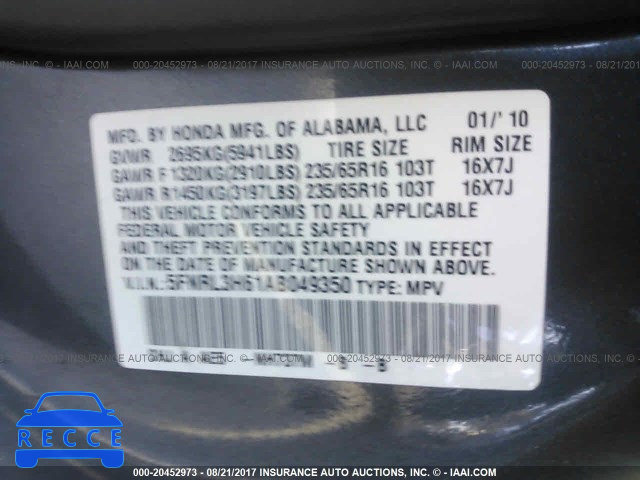 000-20452973 - 08/21/2017 INSURANCE AUTO AUCTIONS, INC. - © - IAAI.COM
MFD. BY HONDA MFG. OF ALABAMA, LLC 01/'10
GVWR 2695KG(5941LBS) TIRE SIZE RIM SIZE
GAWR F1320KG(2910LBS) 235/65R16 103T 16X7J
GAWR R1450KG(3197LBS) 235/65R16 103T 16X7J
THIS VEHICLE CONFORMS TO ALL APPLICABLE
FEDERAL MOTOR VEHICLE SAFETY
AND THEFT PREVENTION STANDARDS IN EFFECT
ON THE DATE OF MANUFACTURE SHOWN ABOVE.
V.I.N.: 5FNRL3H61AB049350 TYPE: MPV
000-20452973 - 08/21/2017 INSURANCE AUTO AUCTIONS, INC. - © - IAAI.COM
RECCE
000-20452973 - 08/21/2017 INSURANCE AUTO AUCTIONS, INC. - © - IAAI.COM